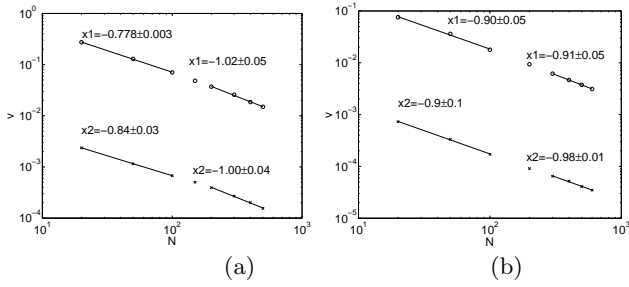 10^0
10^-1
10^-2
10^-3
10^-4
v
x1=−0.778±0.003
x1=−1.02±0.05
x2=−0.84±0.03
x2=−1.00±0.04
10^1
10^2
10^3
N
(a)
10^-1
10^-2
10^-3
10^-4
10^-5
v
x1=−0.90±0.05
x1=−0.91±0.05
x2=−0.9±0.1
x2=−0.98±0.01
10^1
10^2
10^3
N
(b)